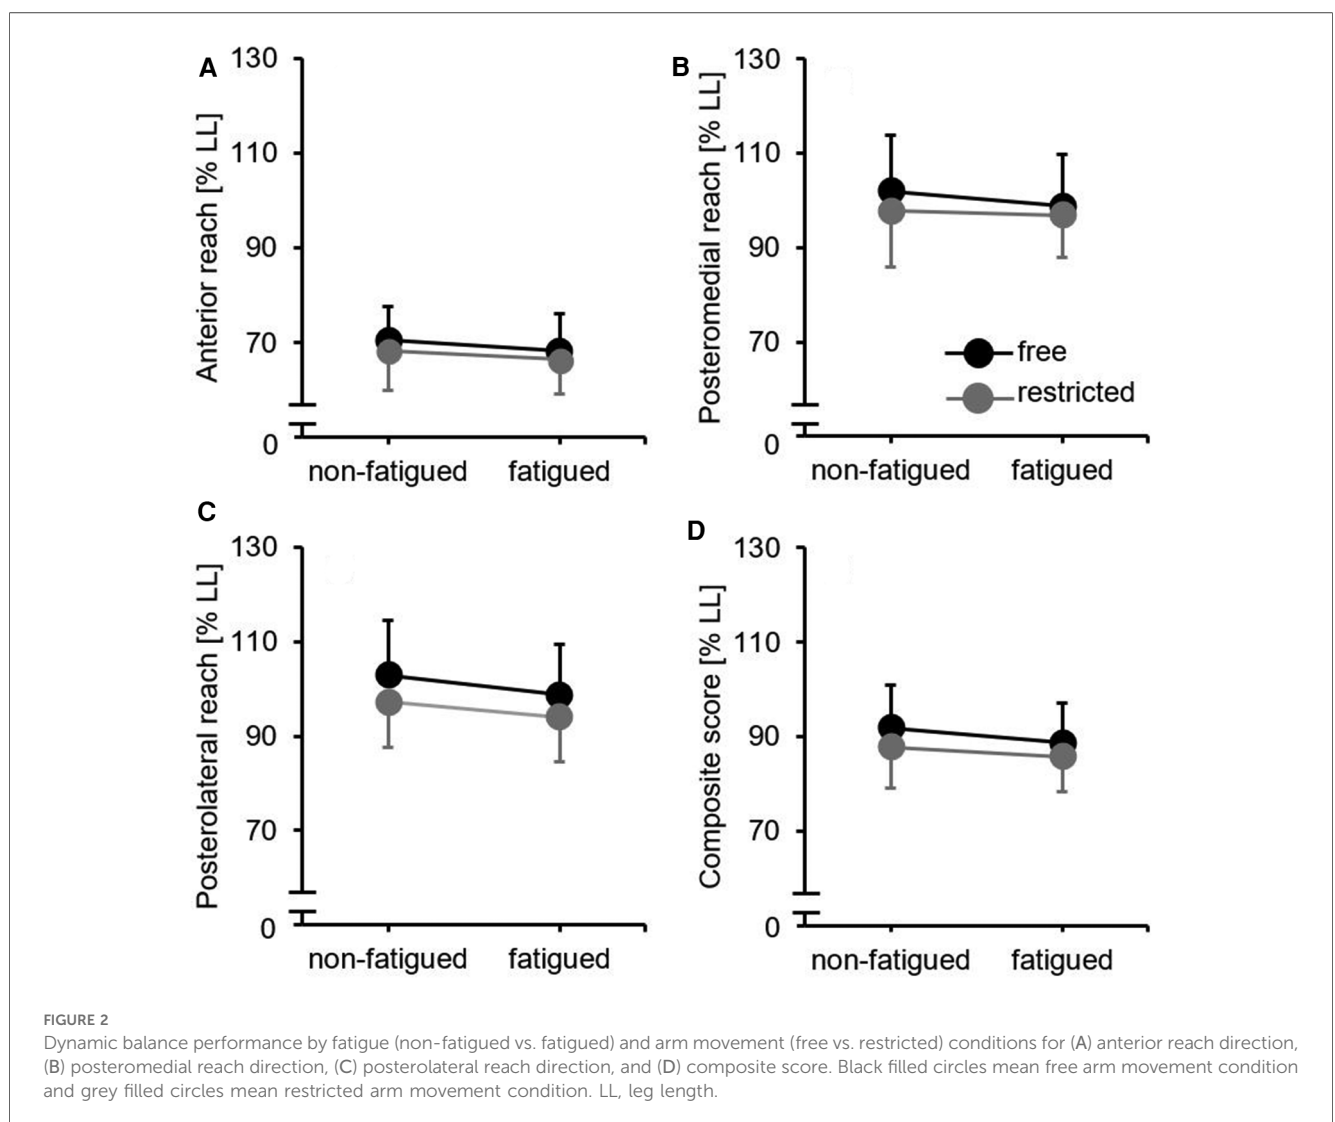 A
Anterior reach [% LL]
130
110
90
70
0
non-fatigued fatigued
B
Posteromedial reach [% LL]
130
110
90
70
0
free
restricted
non-fatigued fatigued
C
Posterolateral reach [% LL]
130
110
90
70
0
non-fatigued fatigued
D
Composite score [% LL]
130
110
90
70
0
non-fatigued fatigued
FIGURE 2
Dynamic balance performance by fatigue (non-fatigued vs. fatigued) and arm movement (free vs. restricted) conditions for (A) anterior reach direction,
(B) posteromedial reach direction, (C) posterolateral reach direction, and (D) composite score. Black filled circles mean free arm movement condition
and grey filled circles mean restricted arm movement condition. LL, leg length.